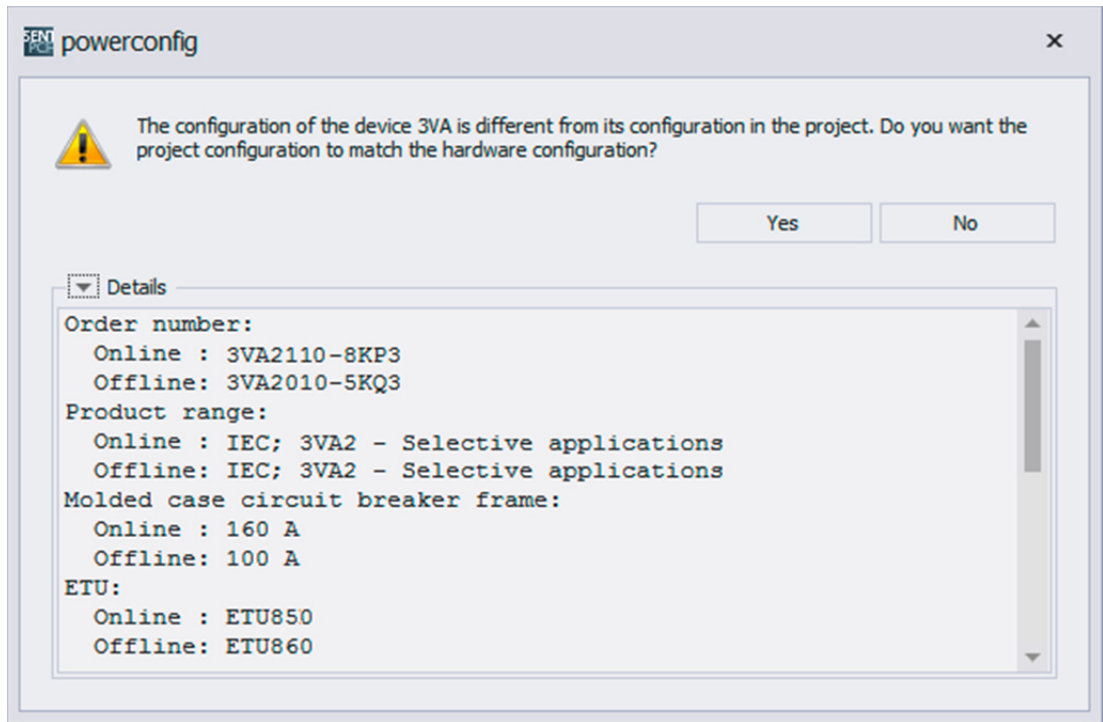 SENT
PCF
powerconfig
The configuration of the device 3VA is different from its configuration in the project. Do you want the
project configuration to match the hardware configuration?
Yes
No
Details
Order number:
Online : 3VA2110-8KP3
Offline: 3VA2010-5KQ3
Product range:
Online : IEC; 3VA2 - Selective applications
Offline: IEC; 3VA2 - Selective applications
Molded case circuit breaker frame:
Online : 160 A
Offline: 100 A
ETU:
Online : ETU850
Offline: ETU860